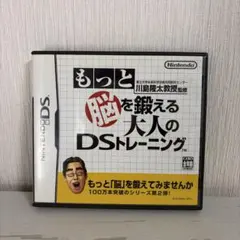 Nintendo
東北大学未来科学技術共同研究センター
川島隆太教授監修
もっと
脳を鍛える
大人の
DSトレーニング
NINTENDO DS
もっと「脳」を鍛えてみませんか
100万本突破のシリーズ第2弾!